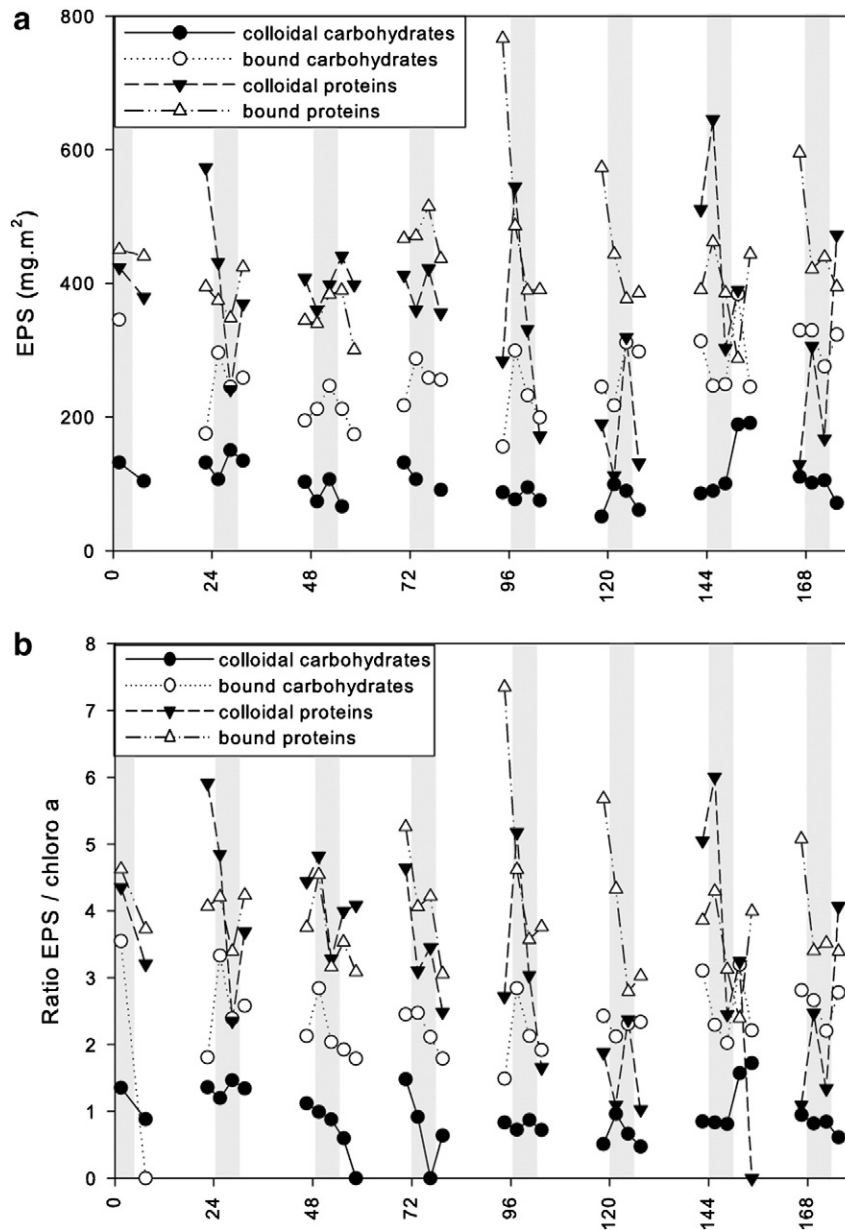 a
800
colloidal carbohydrates
bound carbohydrates
colloidal proteins
bound proteins
600
400
200
0
EPS (mg.m²)
0 24 48 72 96 120 144 168
b
8
colloidal carbohydrates
bound carbohydrates
colloidal proteins
bound proteins
7
6
5
4
3
2
1
0
Ratio EPS / chloro a
0 24 48 72 96 120 144 168